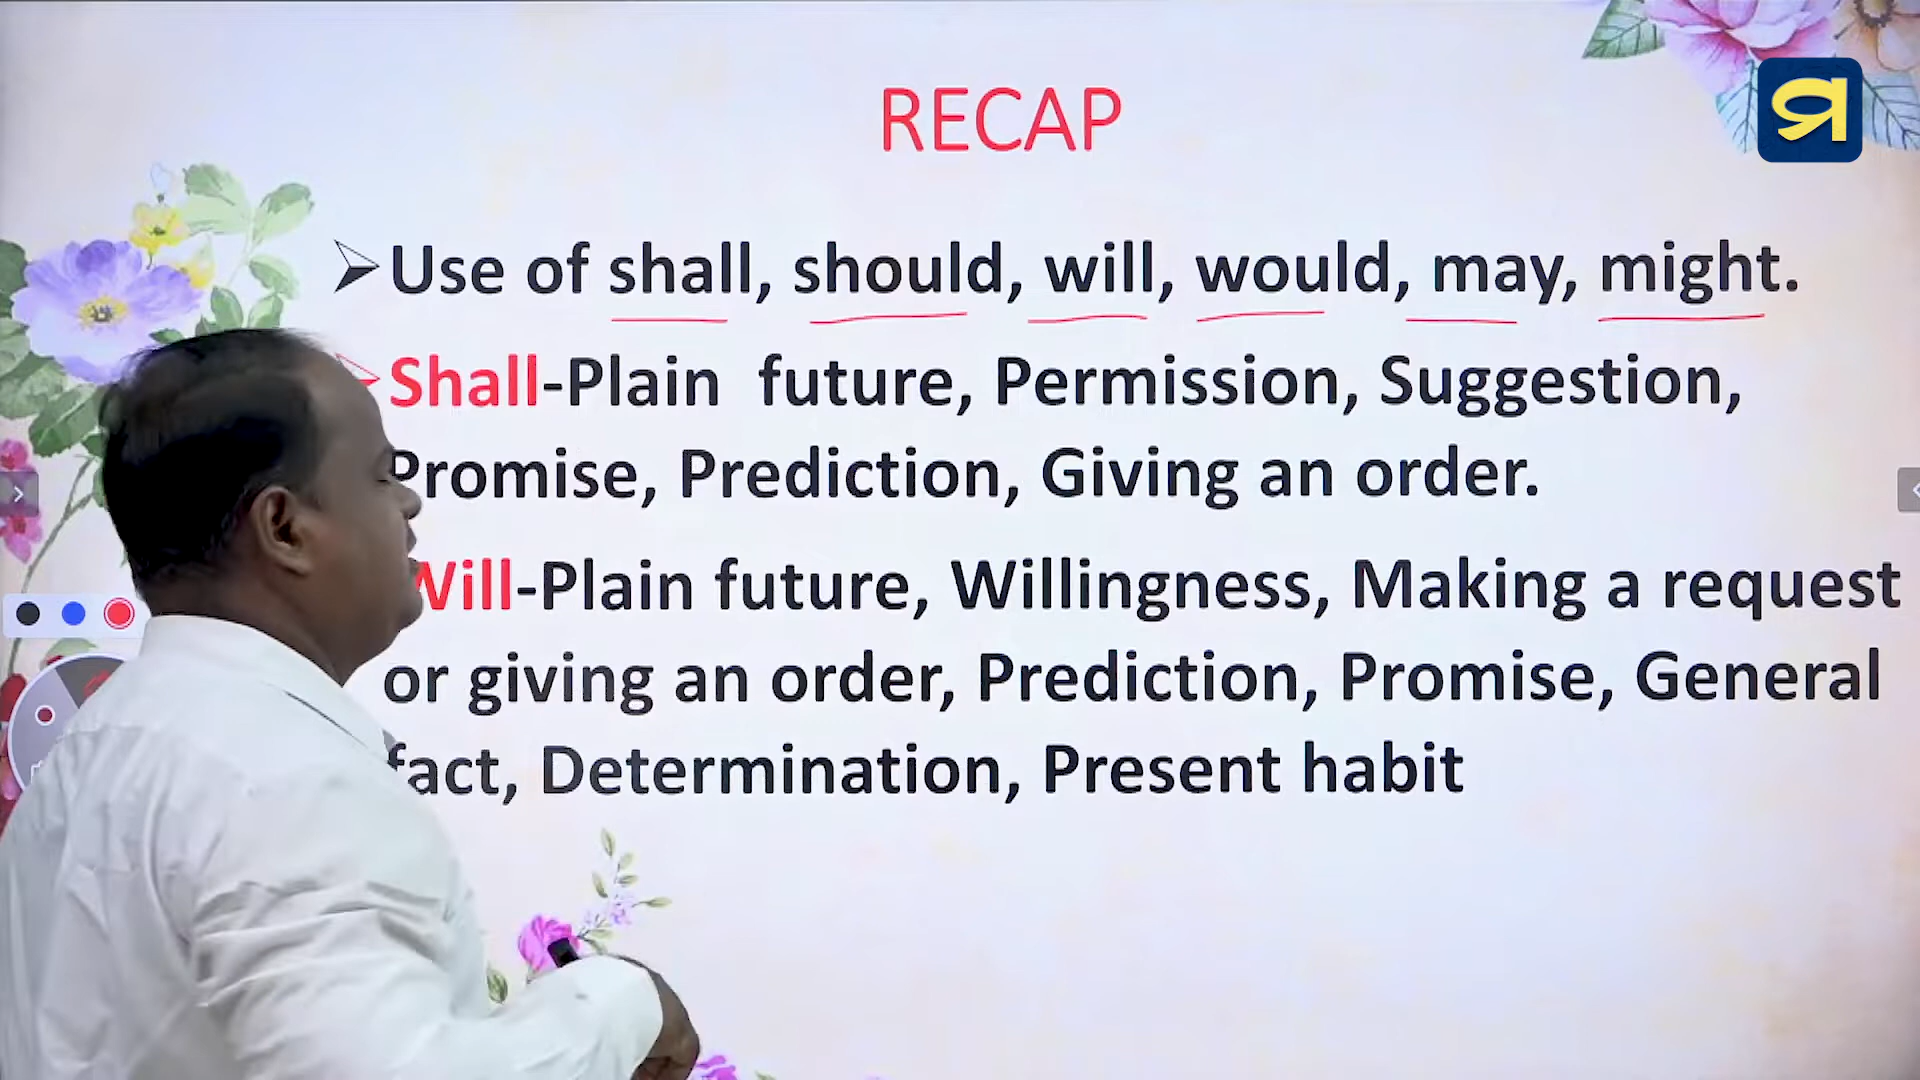 RECAP
Use of shall, should, will, would, may, might.
Shall-Plain future, Permission, Suggestion,
Promise, Prediction, Giving an order.
Will-Plain future, Willingness, Making a request
or giving an order, Prediction, Promise, General
fact, Determination, Present habit